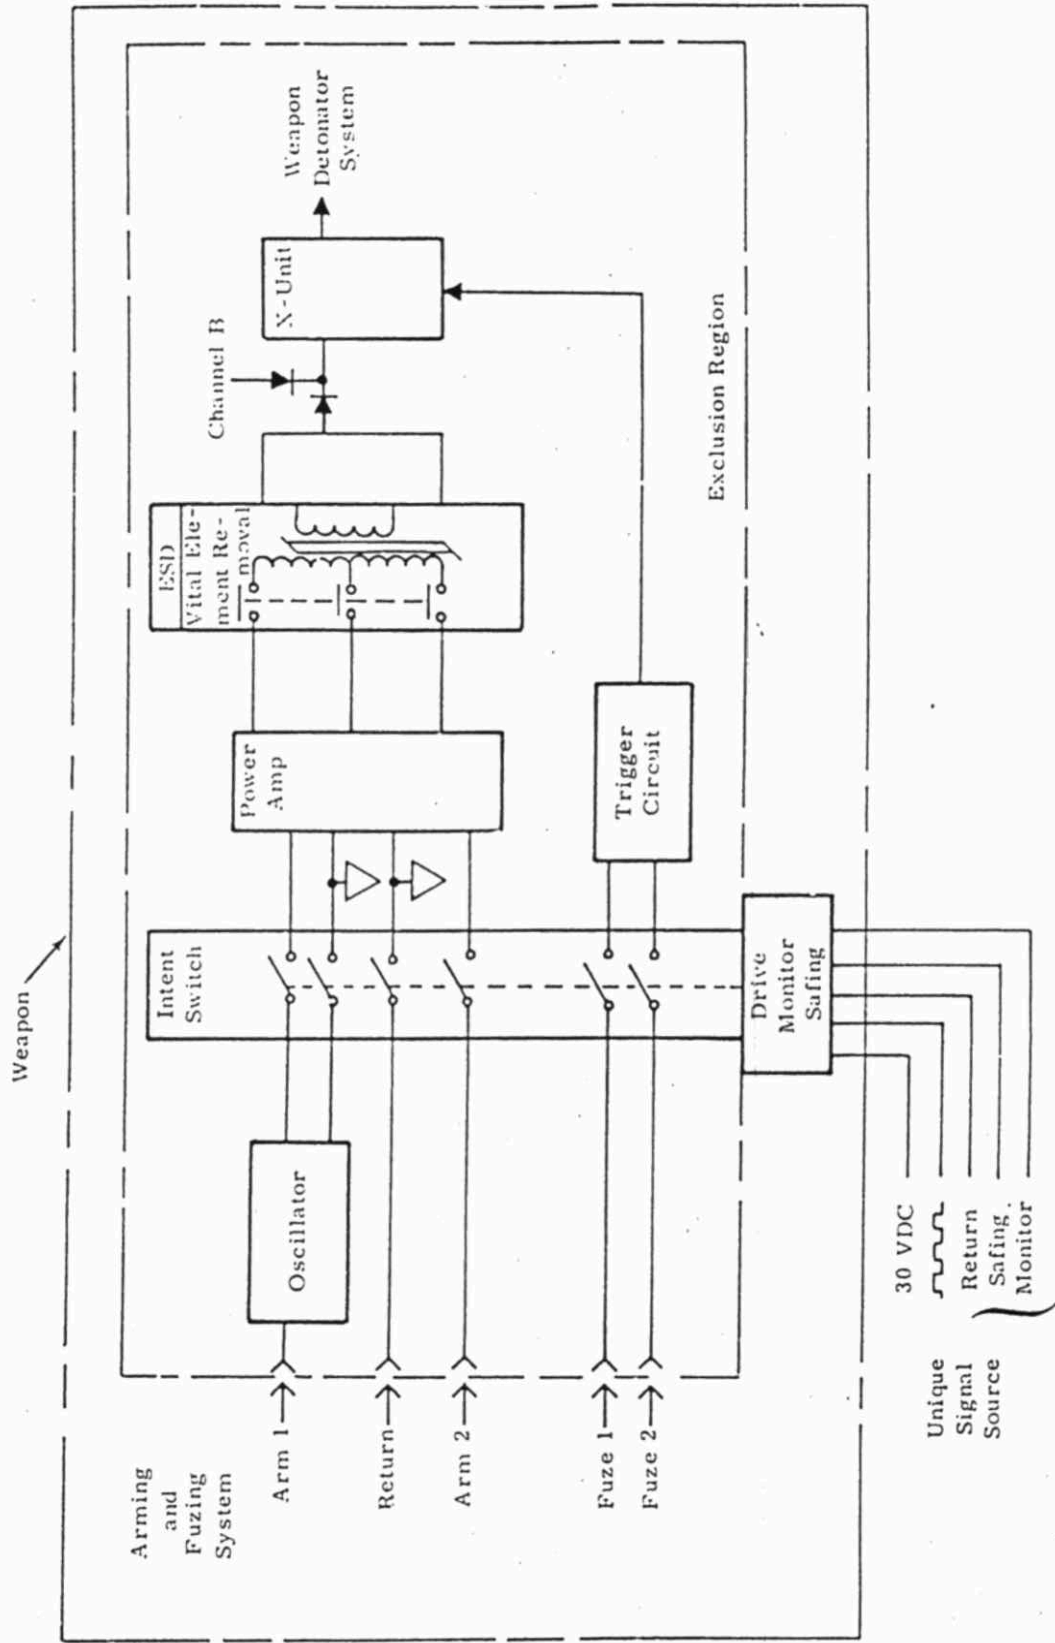 Weapon
Arming
and
Fuzing
System
Arm 1
Return
Arm 2
Fuze 1
Fuze 2
Oscillator
Intent
Switch
Power
Amp
ESD
Vital Ele-
ment Re-
moval
Channel B
X-Unit
Weapon
Detonator
System
Trigger
Circuit
Exclusion Region
Drive
Monitor
Safing
Unique
Signal
Source
30 VDC
Return
Safing
Monitor